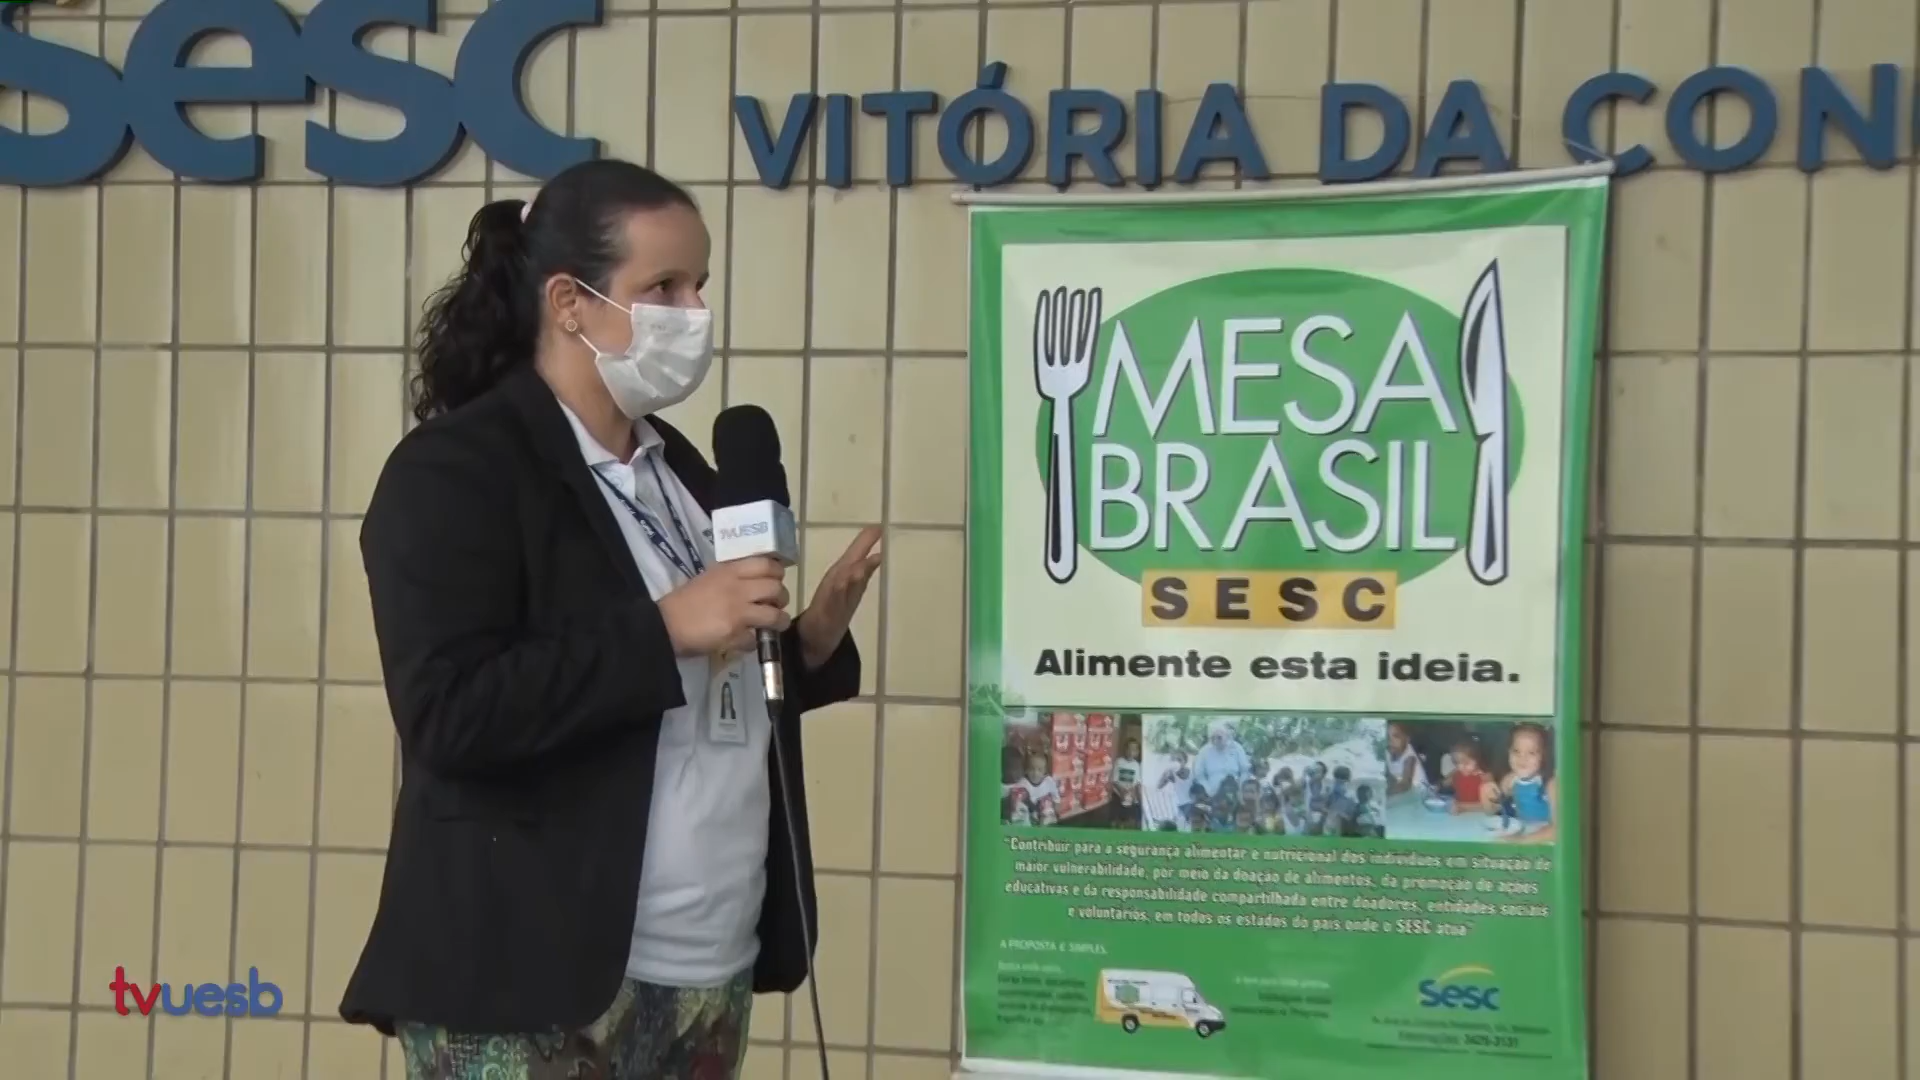 sesc VITÓRIA DA CON
MESA
BRASIL
SESC
Alimente esta ideia.
TVUESB
"Contribuir para a segurança alimentar e nutricional dos indivíduos em situação de
maior vulnerabilidade, por meio da doação de alimentos, da promoção de ações
educativas e da responsabilidade compartilhada entre doadores, entidades sociais
e voluntários, em todos os estados do país onde o SESC atua"
A PROPOSTA É SIMPLES.
Sesc
tvuesb